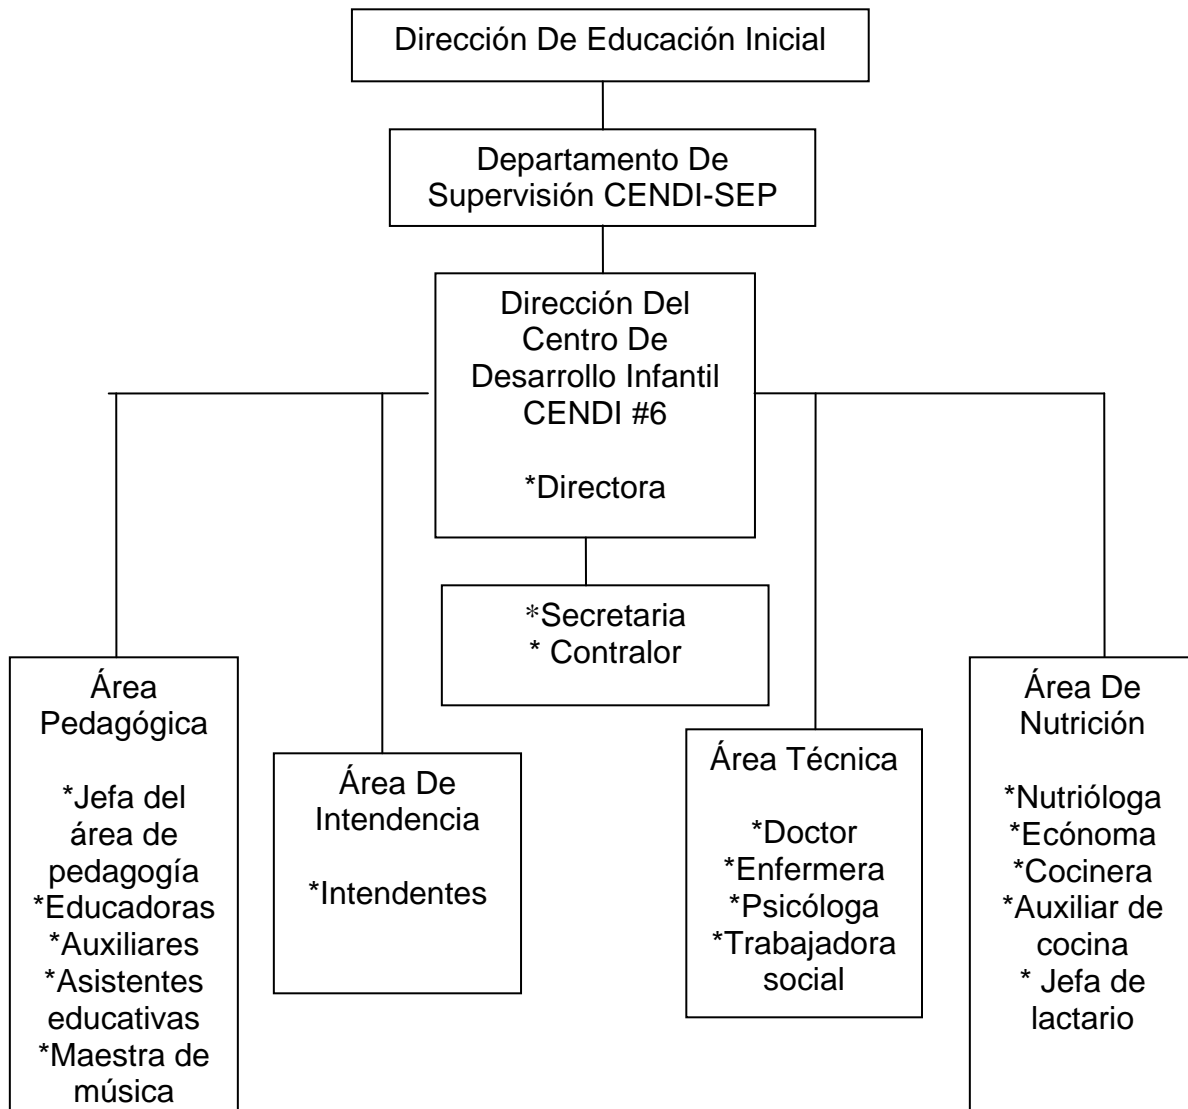 Dirección De Educación Inicial
Departamento De
Supervisión CENDI-SEP
Dirección Del
Centro De
Desarrollo Infantil
CENDI #6
*Directora
*Secretaria
* Contralor
Área
Pedagógica
*Jefa del
área de
pedagogía
*Educadoras
*Auxiliares
*Asistentes
educativas
*Maestra de
música
Área De
Intendencia
*Intendentes
Área Técnica
*Doctor
*Enfermera
*Psicóloga
*Trabajadora
social
Área De
Nutrición
*Nutrióloga
*Ecónoma
*Cocinera
*Auxiliar de
cocina
* Jefa de
lactario